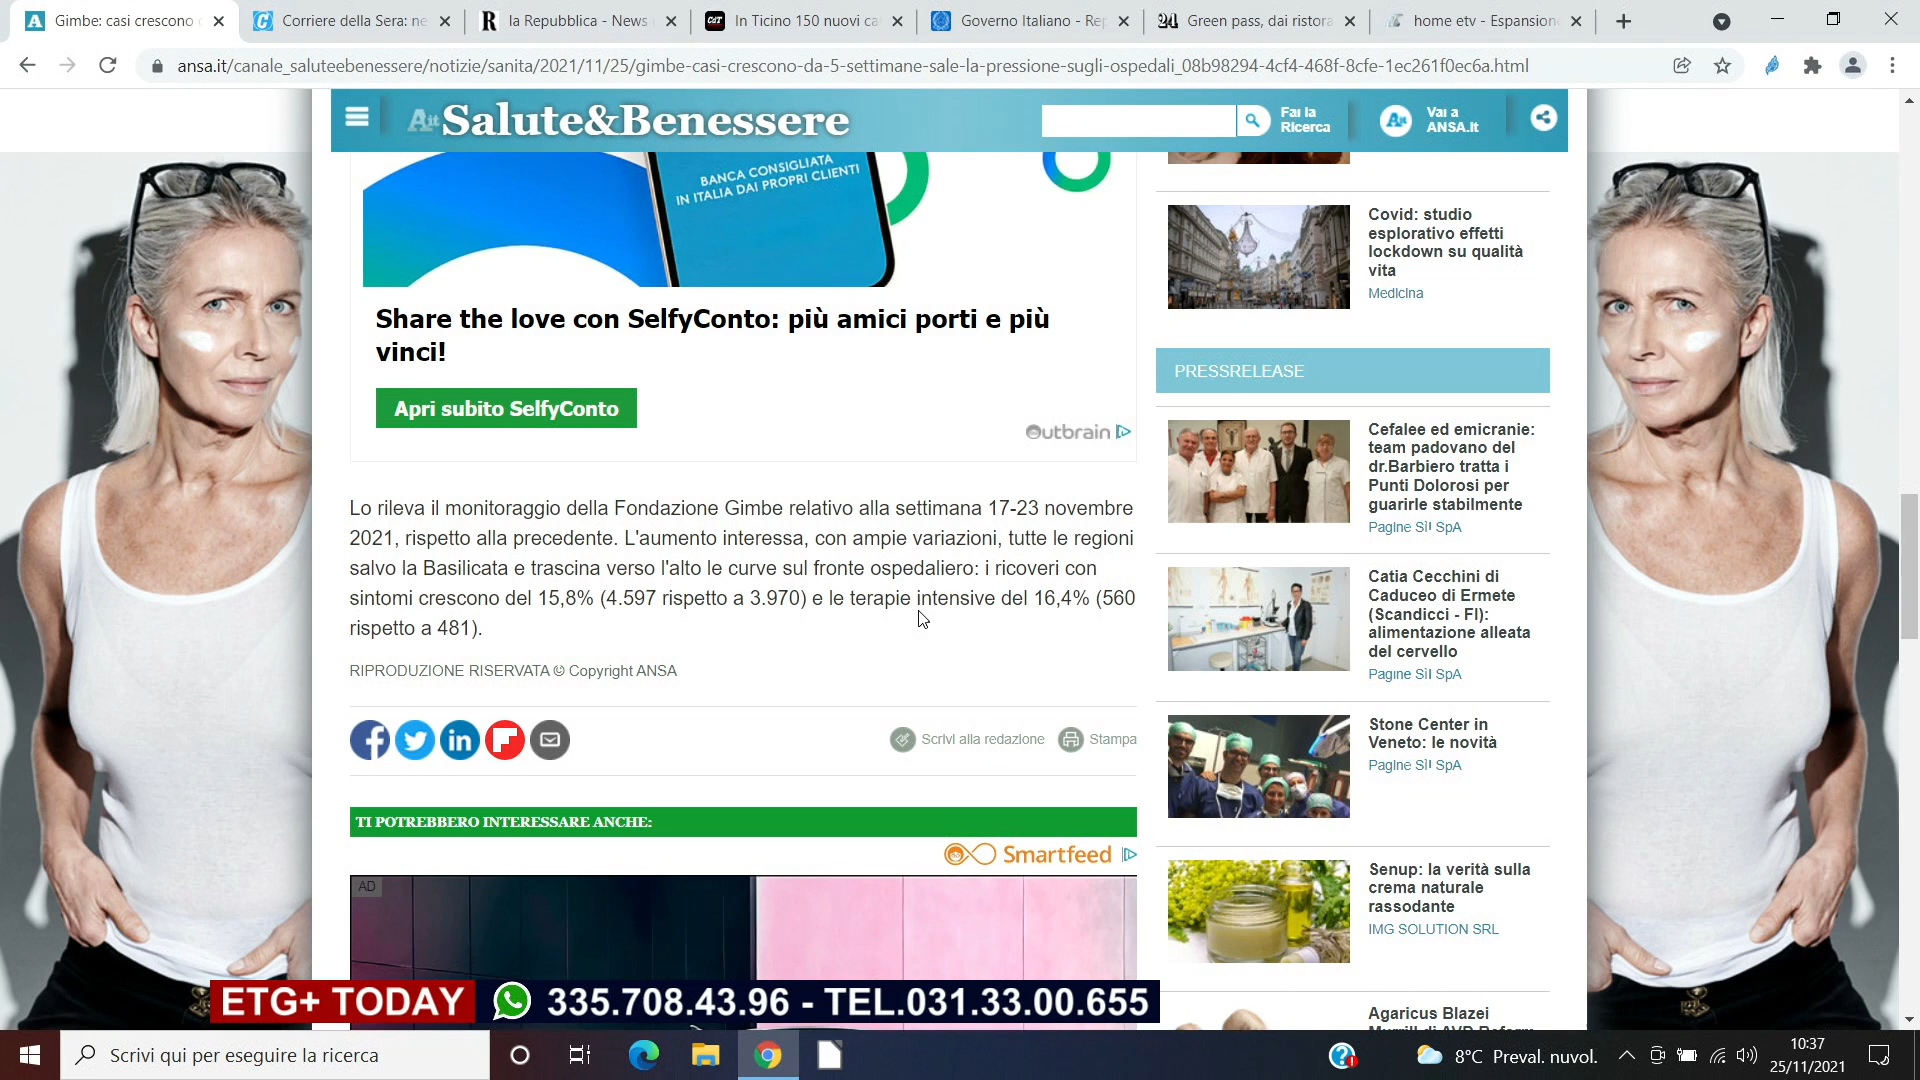 Gimbe: casi crescono
Corriere della Sera: ne
la Repubblica - News
In Ticino 150 nuovi ca
Governo Italiano - Re
Green pass, dai ristora
home etv - Espansion
ansa.it/canale_saluteebenessere/notizie/sanita/2021/11/25/gimbe-casi-crescono-da-5-settimane-sale-la-pressione-sugli-ospedali_08b98294-4cf4-468f-8cfe-1ec261f0ec6a.html
Ait Salute&Benessere
Fai la
Ricerca
Vai a
ANSA.it
BANCA CONSIGLIATA
IN ITALIA DAI PROPRI CLIENTI
Share the love con SelfyConto: più amici porti e più
vinci!
Apri subito SelfyConto
Outbrain
Lo rileva il monitoraggio della Fondazione Gimbe relativo alla settimana 17-23 novembre
2021, rispetto alla precedente. L'aumento interessa, con ampie variazioni, tutte le regioni
salvo la Basilicata e trascina verso l'alto le curve sul fronte ospedaliero: i ricoveri con
sintomi crescono del 15,8% (4.597 rispetto a 3.970) e le terapie intensive del 16,4% (560
rispetto a 481).
RIPRODUZIONE RISERVATA © Copyright ANSA
Scrivi alla redazione
Stampa
TI POTREBBERO INTERESSARE ANCHE:
Smartfeed
AD
Covid: studio
esplorativo effetti
lockdown su qualità
vita
Medicina
PRESSRELEASE
Cefalee ed emicranie:
team padovano del
dr.Barbiero tratta i
Punti Dolorosi per
guarirle stabilmente
Pagine Sì! SpA
Catia Cecchini di
Caduceo di Ermete
(Scandicci - FI):
alimentazione alleata
del cervello
Pagine Sì! SpA
Stone Center in
Veneto: le novità
Pagine Sì! SpA
Senup: la verità sulla
crema naturale
rassodante
IMG SOLUTION SRL
Agaricus Blazei
ETG+ TODAY 335.708.43.96 - TEL.031.33.00.655
Scrivi qui per eseguire la ricerca
8°C Preval. nuvol.
10:37
25/11/2021